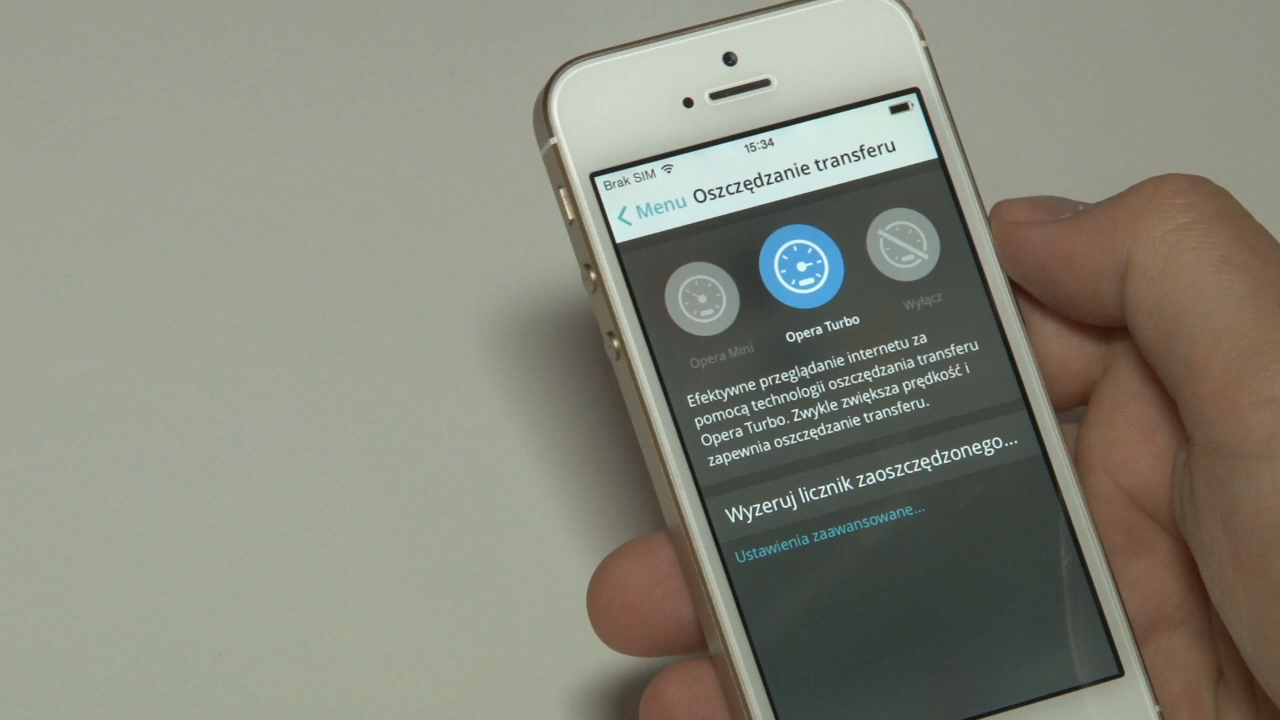 Brak SIM 15:34
Menu Oszczędzanie transferu
Opera Mini
Opera Turbo
Wyłącz
Efektywne przeglądanie internetu za
pomocą technologii oszczędzania transferu
Opera Turbo. Zwykle zwiększa prędkość i
zapewnia oszczędzanie transferu.
Wyzeruj licznik zaoszczędzonego...
Ustawienia zaawansowane...